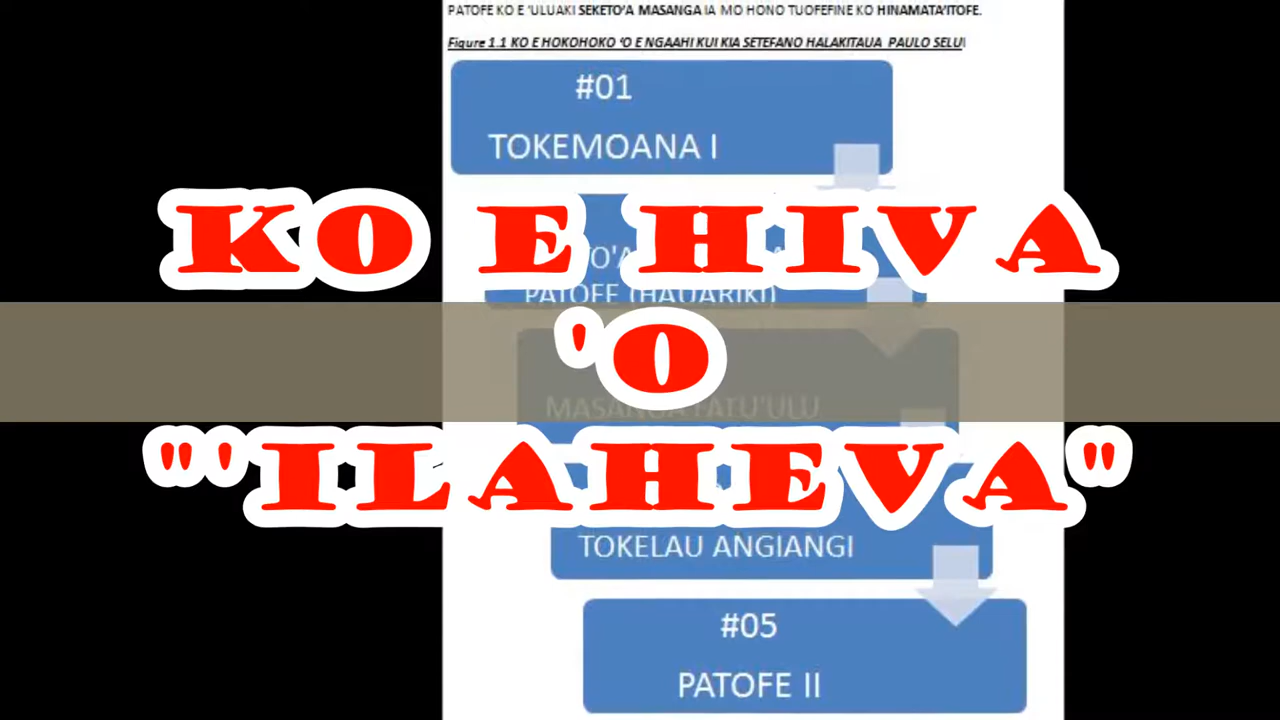 PATOFE KO E 'ULUAKI SEKETO'A MASANGA IA MO HONO TUOFEFINE KO HINAMATA'ITOFE.
Figure 1.1 KO E HOKOHOKO 'O E NGAAHI KUI KIA SETEFANO HALAKITAUA PAULO SELUI
#01
TOKEMOANA I
KO E HIVA
PATOFE (HAUARIKI)
'O
MASANGA FATU'ULU
"'ILAHEVA"
TOKELAU ANGIANGI
#05
PATOFE II